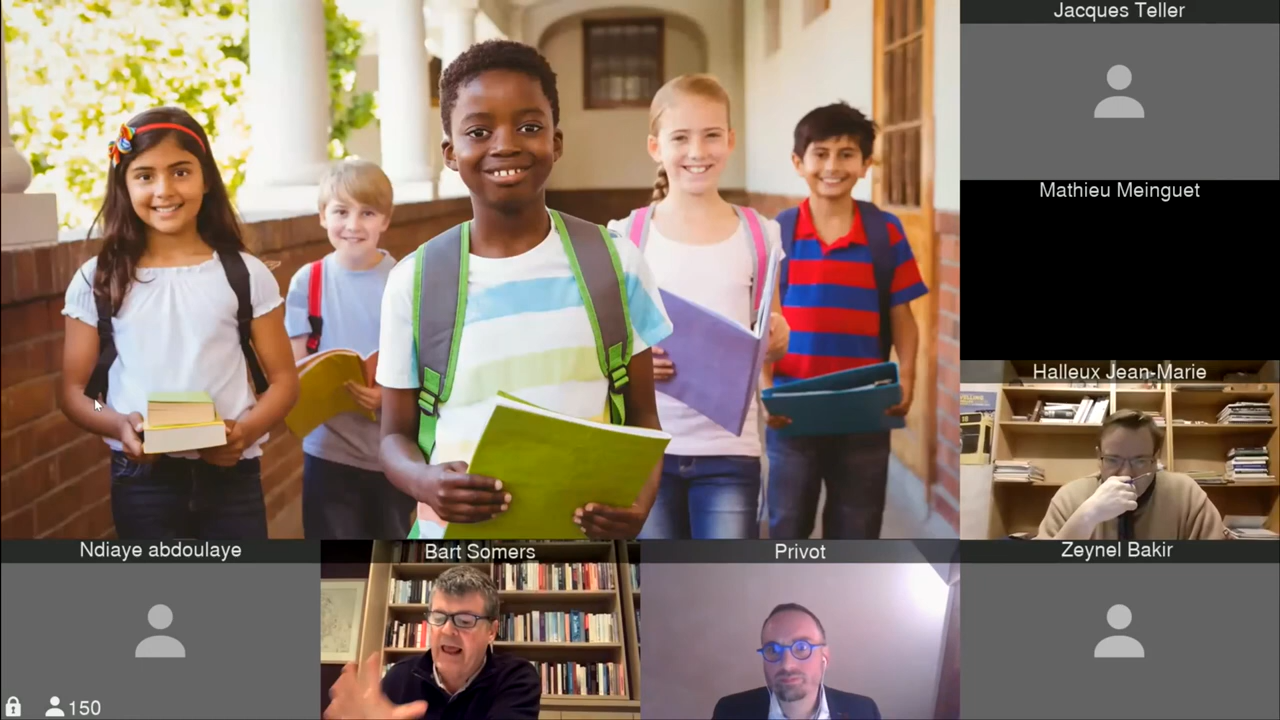 Jacques Teller
Mathieu Meinguet
Halleux Jean-Marie
Ndiaye abdoulaye
Bart Somers
Privot
Zeynel Bakir
150